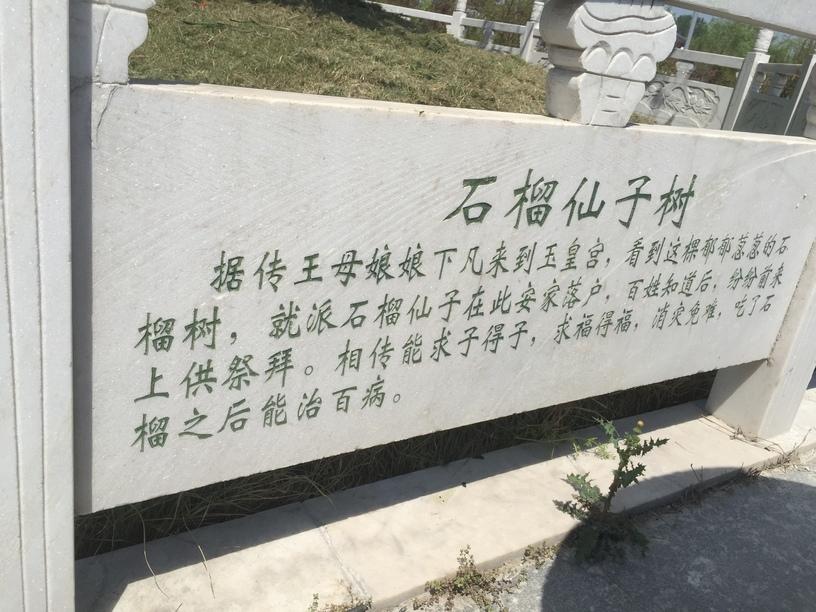 石榴仙子树
据传王母娘娘下凡来到玉皇宫，看到这棵郁郁葱葱的石
榴树，就派石榴仙子在此安家落户，百姓知道后，纷纷前来
上供祭拜。相传能求子得子，求福得福，消灾免难，吃了石
榴之后能治百病。